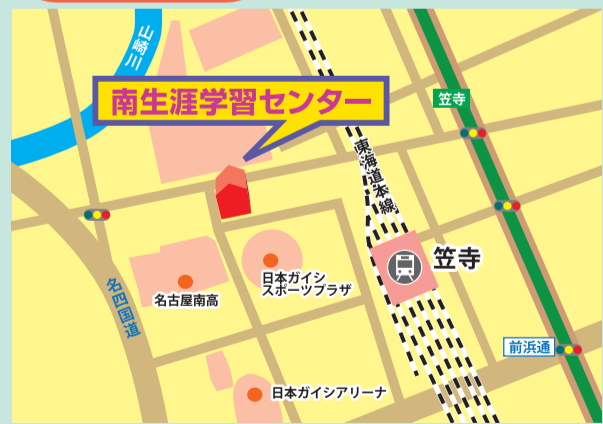 山崎川
南生涯学習センター
笠寺
東海道本線
笠寺
日本ガイシ
スポーツプラザ
名古屋南高
名四国道
前浜通
日本ガイシアリーナ